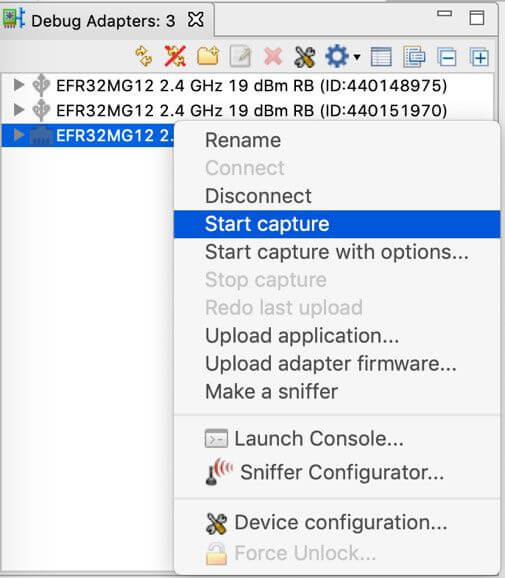 Debug Adapters: 3
EFR32MG12 2.4 GHz 19 dBm RB (ID:440148975)
EFR32MG12 2.4 GHz 19 dBm RB (ID:440151970)
EFR32MG12 2.
Rename
Connect
Disconnect
Start capture
Start capture with options...
Stop capture
Redo last upload
Upload application...
Upload adapter firmware...
Make a sniffer
Launch Console...
Sniffer Configurator...
Device configuration...
Force Unlock...